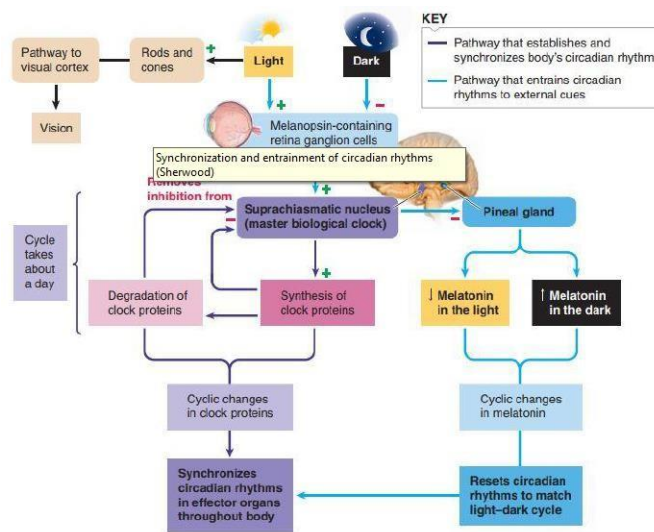 KEY
Pathway that establishes and
synchronizes body's circadian rhythm
Pathway that entrains circadian
rhythms to external cues
Pathway to
visual cortex
Rods and
cones
+
Light
Dark
Vision
+
−
Melanopsin-containing
retina ganglion cells
Synchronization and entrainment of circadian rhythms
(Sherwood)
+
Removes
inhibition from
−
Suprachiasmatic nucleus
(master biological clock)
−
Pineal gland
Cycle
takes
about
a day
+
Degradation of
clock proteins
Synthesis of
clock proteins
↓ Melatonin
in the light
↑ Melatonin
in the dark
Cyclic changes
in clock proteins
Cyclic changes
in melatonin
Synchronizes
circadian rhythms
in effector organs
throughout body
Resets circadian
rhythms to match
light–dark cycle